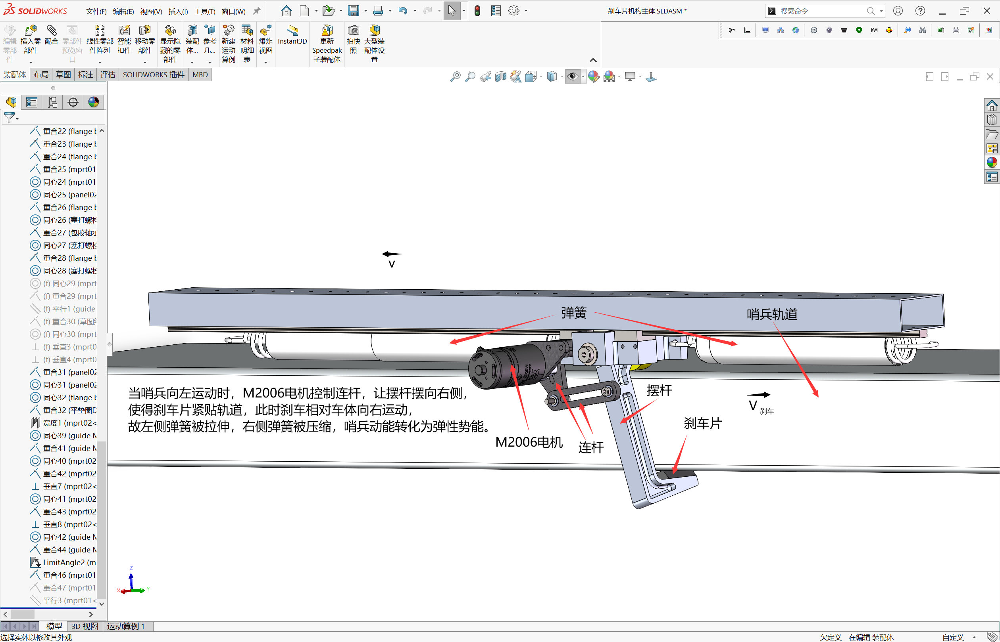 SOLIDWORKS
文件(F) 编辑(E) 视图(V) 插入(I) 工具(T) 窗口(W)
刹车片机构主体.SLDASM *
搜索命令
编辑零部件
插入零部件
配合
零部件预览窗口
线性零部件阵列
智能扣件
移动零部件
显示隐藏的零部件
装配体...
参考几...
新建运动算例
材料明细表
爆炸视图
Instant3D
更新Speedpak子装配体
拍快照
大型装配体设置
装配体 布局 草图 标注 评估 SOLIDWORKS 插件 MBD
重合22 (flange b
重合23 (flange b
重合24 (flange b
重合25 (mprt01
同心24 (mprt01
同心25 (panel02
重合26 (flange b
同心26 (塞打螺栓
重合27 (包胶轴承
同心27 (塞打螺栓
重合28 (flange b
同心28 (塞打螺栓
(f) 同心29 (mprt
(f) 重合29 (mprt
(f) 平行1 (guide
(f) 重合30 (草图
(f) 同心30 (mprt
(f) 垂直3 (mprt0
(f) 垂直4 (mprt0
重合31 (panel02
同心31 (panel02
同心32 (flange b
重合32 (平垫圈D
宽度1 (mprt02<
同心39 (guide M
重合41 (guide M
同心40 (mprt02
重合42 (mprt02
垂直7 (mprt02<
同心41 (mprt02
重合43 (mprt02
垂直8 (mprt02<
同心42 (guide M
重合44 (guide M
LimitAngle2 (m
重合46 (mprt01
重合47 (mprt01
平行3 (mprt01<
V
弹簧
哨兵轨道
当哨兵向左运动时，M2006电机控制连杆，让摆杆摆向右侧，
使得刹车片紧贴轨道，此时刹车相对车体向右运动，
故左侧弹簧被拉伸，右侧弹簧被压缩，哨兵动能转化为弹性势能。
摆杆
V 刹车
刹车片
M2006电机
连杆
Z
X
Y
模型 3D 视图 运动算例 1
选择实体以修改其外观
欠定义 在编辑 装配体 自定义